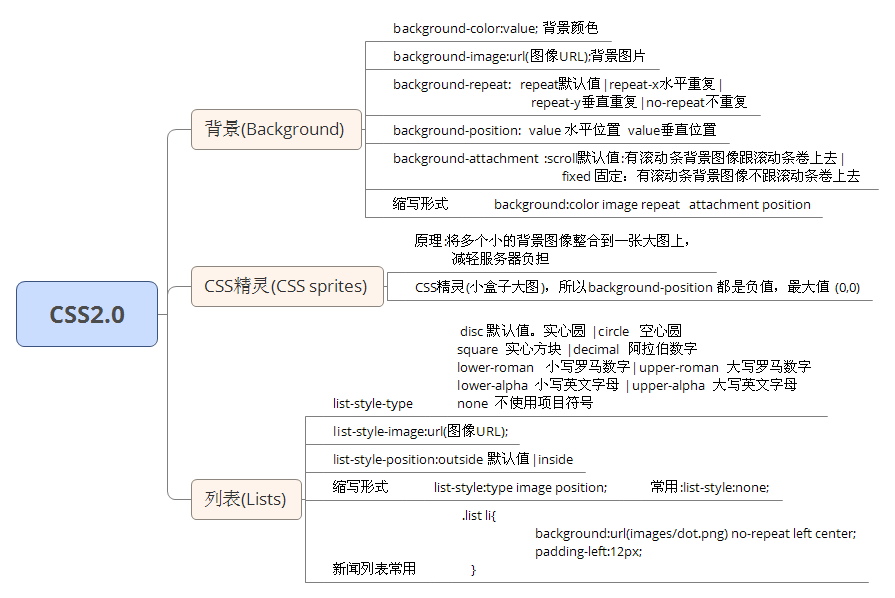 CSS2.0
背景(Background)
background-color:value; 背景颜色
background-image:url(图像URL);背景图片
background-repeat: repeat默认值|repeat-x水平重复|
repeat-y垂直重复|no-repeat不重复
background-position: value 水平位置 value垂直位置
background-attachment :scroll默认值:有滚动条背景图像跟滚动条卷上去|
fixed 固定：有滚动条背景图像不跟滚动条卷上去
缩写形式 background:color image repeat attachment position
CSS精灵(CSS sprites)
原理:将多个小的背景图像整合到一张大图上，
减轻服务器负担
CSS精灵(小盒子大图)，所以background-position 都是负值，最大值 (0,0)
列表(Lists)
disc 默认值。实心圆 |circle 空心圆
square 实心方块 |decimal 阿拉伯数字
lower-roman 小写罗马数字|upper-roman 大写罗马数字
lower-alpha 小写英文字母 |upper-alpha 大写英文字母
list-style-type none 不使用项目符号
list-style-image:url(图像URL);
list-style-position:outside 默认值|inside
缩写形式 list-style:type image position; 常用:list-style:none;
.list li{
background:url(images/dot.png) no-repeat left center;
padding-left:12px;
新闻列表常用 }